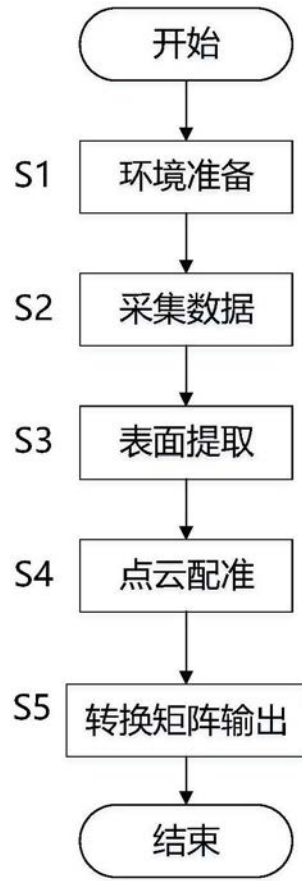 开始
S1 环境准备
S2 采集数据
S3 表面提取
S4 点云配准
S5 转换矩阵输出
结束